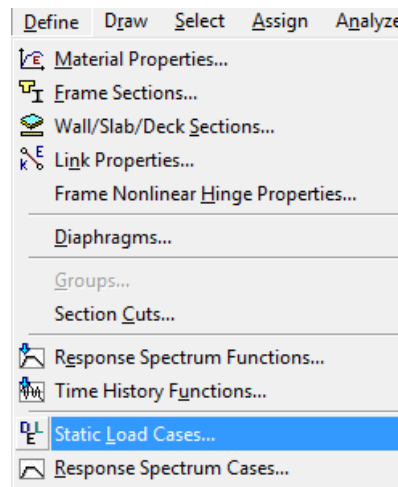 Define Draw Select Assign Analyze
Material Properties...
Frame Sections...
Wall/Slab/Deck Sections...
Link Properties...
Frame Nonlinear Hinge Properties...
Diaphragms...
Groups...
Section Cuts...
Response Spectrum Functions...
Time History Functions...
Static Load Cases...
Response Spectrum Cases...